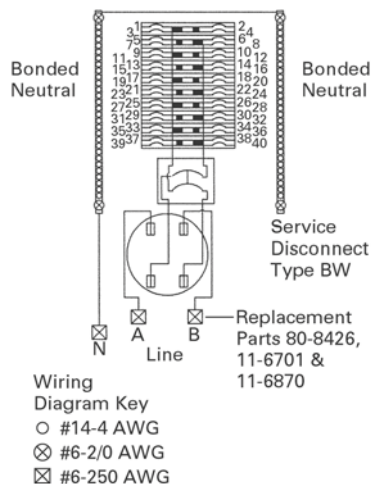 1 2
3 4
5 6
7 8
9 10
11 12
13 14
15 16
17 18
19 20
21 22
23 24
25 26
27 28
29 30
31 32
33 34
35 36
37 38
39 40
Bonded
Neutral
Bonded
Neutral
Service
Disconnect
Type BW
N
A
B
Line
Replacement
Parts 80-8426,
11-6701 &
11-6870
Wiring
Diagram Key
#14-4 AWG
#6-2/0 AWG
#6-250 AWG